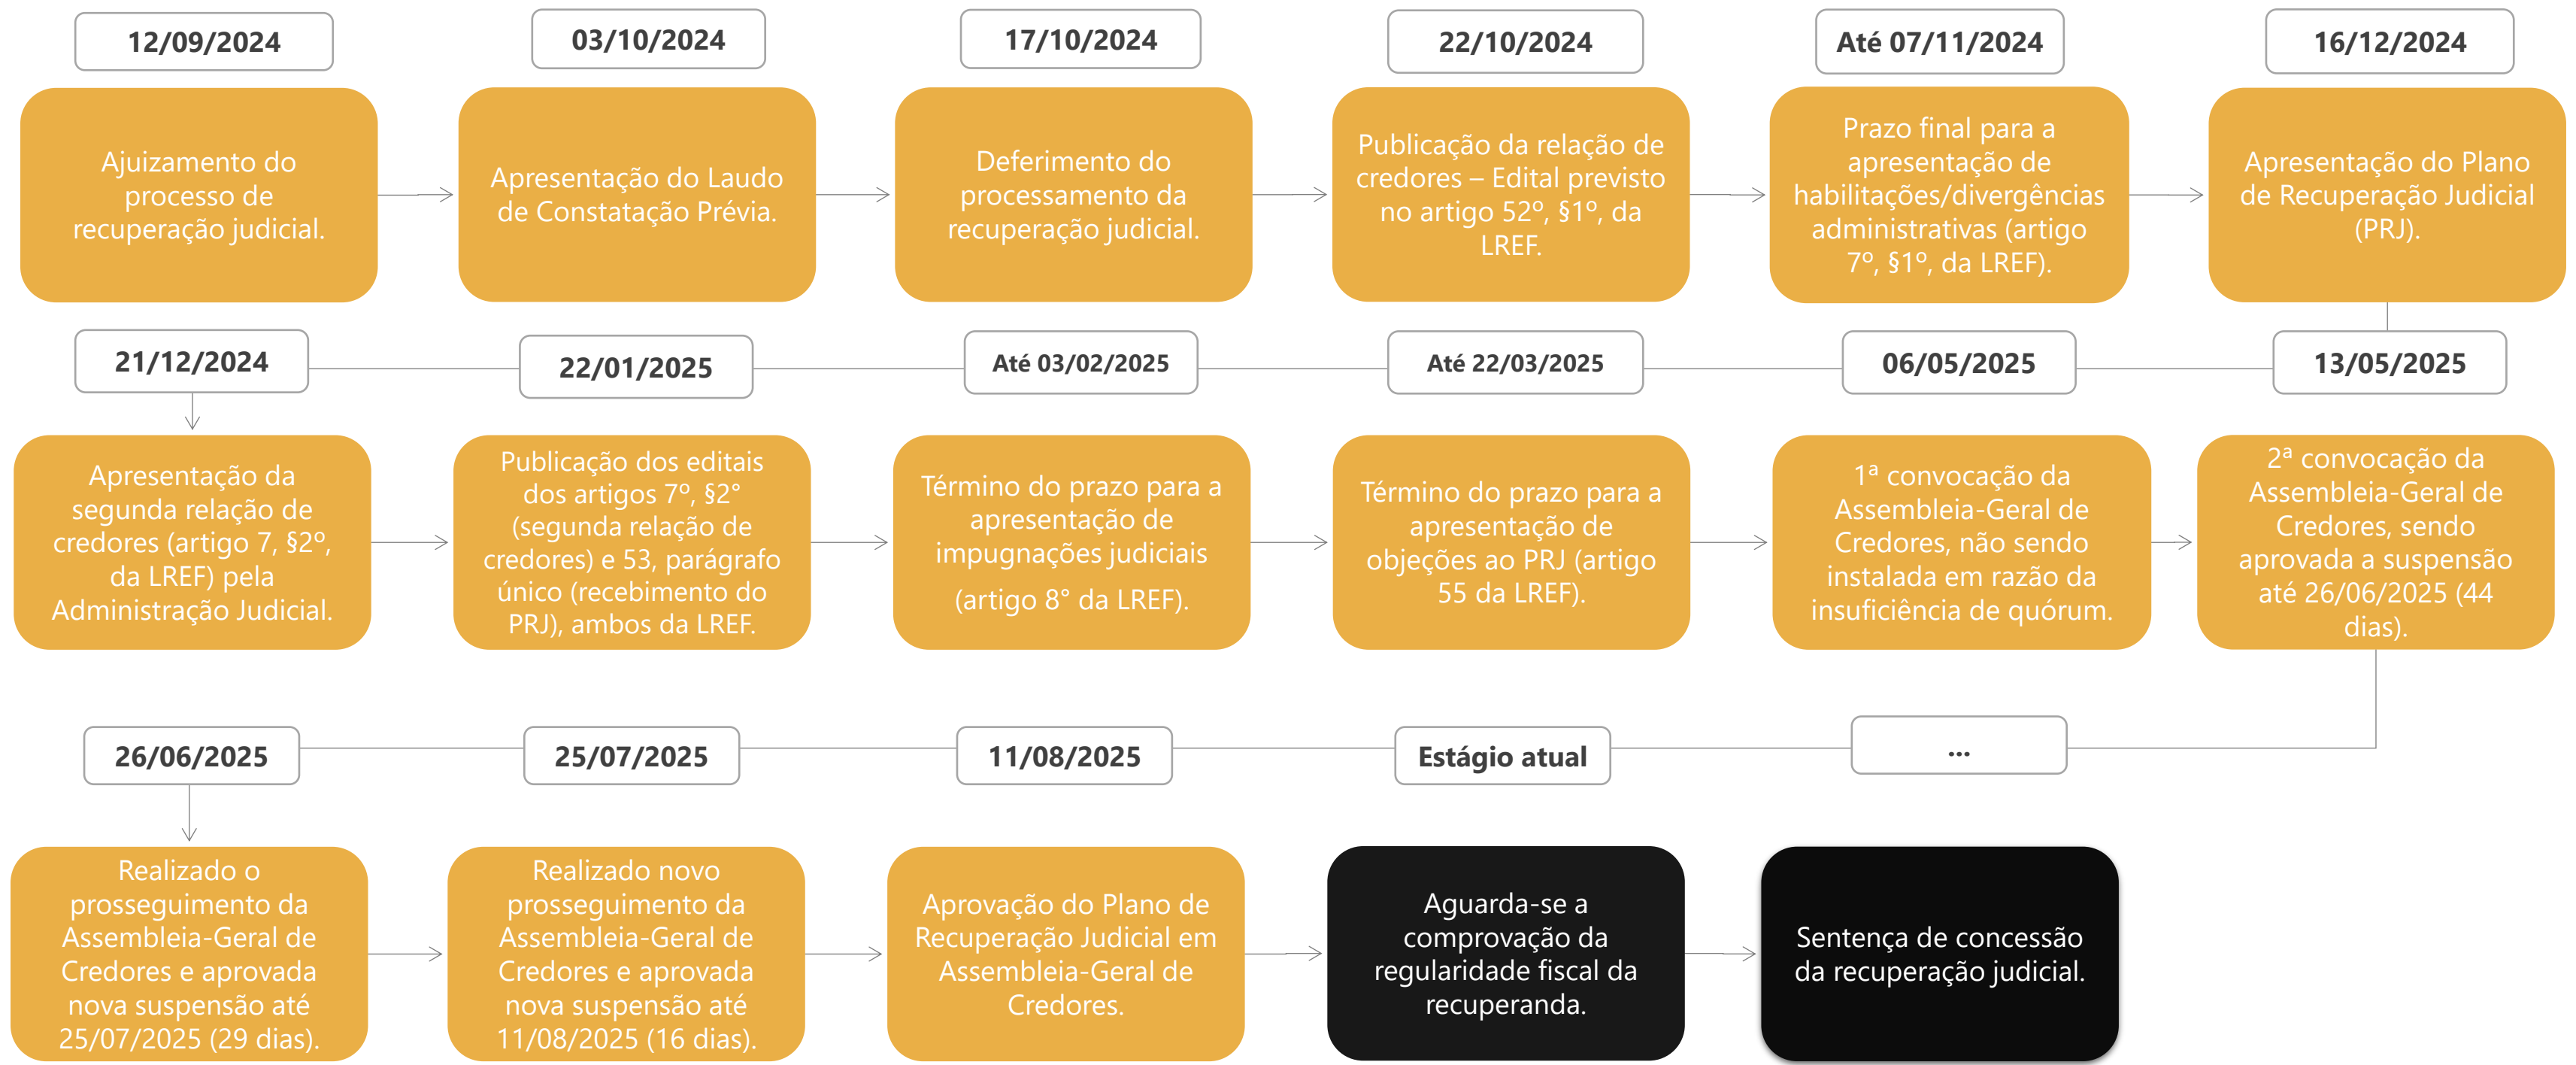 12/09/2024
Ajuizamento do
processo de
recuperação judicial.
03/10/2024
Apresentação do Laudo
de Constatação Prévia.
17/10/2024
Deferimento do
processamento da
recuperação judicial.
22/10/2024
Publicação da relação de
credores – Edital previsto
no artigo 52º, §1º, da
LREF.
Até 07/11/2024
Prazo final para a
apresentação de
habilitações/divergências
administrativas (artigo
7º, §1º, da LREF).
16/12/2024
Apresentação do Plano
de Recuperação Judicial
(PRJ).
21/12/2024
Apresentação da
segunda relação de
credores (artigo 7, §2º,
da LREF) pela
Administração Judicial.
22/01/2025
Publicação dos editais
dos artigos 7º, §2°
(segunda relação de
credores) e 53, parágrafo
único (recebimento do
PRJ), ambos da LREF.
Até 03/02/2025
Término do prazo para a
apresentação de
impugnações judiciais
(artigo 8° da LREF).
Até 22/03/2025
Término do prazo para a
apresentação de
objeções ao PRJ (artigo
55 da LREF).
06/05/2025
1ª convocação da
Assembleia-Geral de
Credores, não sendo
instalada em razão da
insuficiência de quórum.
13/05/2025
2ª convocação da
Assembleia-Geral de
Credores, sendo
aprovada a suspensão
até 26/06/2025 (44
dias).
26/06/2025
Realizado o
prosseguimento da
Assembleia-Geral de
Credores e aprovada
nova suspensão até
25/07/2025 (29 dias).
25/07/2025
Realizado novo
prosseguimento da
Assembleia-Geral de
Credores e aprovada
nova suspensão até
11/08/2025 (16 dias).
11/08/2025
Aprovação do Plano de
Recuperação Judicial em
Assembleia-Geral de
Credores.
Estágio atual
Aguarda-se a
comprovação da
regularidade fiscal da
recuperanda.
...
Sentença de concessão
da recuperação judicial.